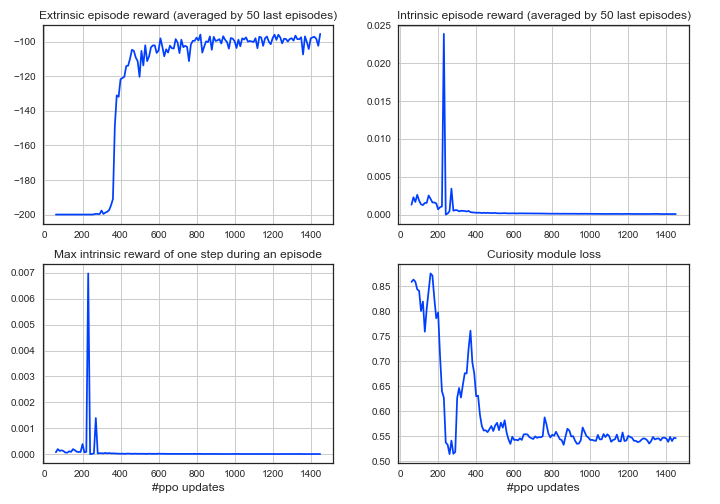 Extrinsic episode reward (averaged by 50 last episodes)
−100
−120
−140
−160
−180
−200
0 200 400 600 800 1000 1200 1400
Intrinsic episode reward (averaged by 50 last episodes)
0.025
0.020
0.015
0.010
0.005
0.000
0 200 400 600 800 1000 1200 1400
Max intrinsic reward of one step during an episode
0.007
0.006
0.005
0.004
0.003
0.002
0.001
0.000
0 200 400 600 800 1000 1200 1400
#ppo updates
Curiosity module loss
0.85
0.80
0.75
0.70
0.65
0.60
0.55
0.50
0 200 400 600 800 1000 1200 1400
#ppo updates